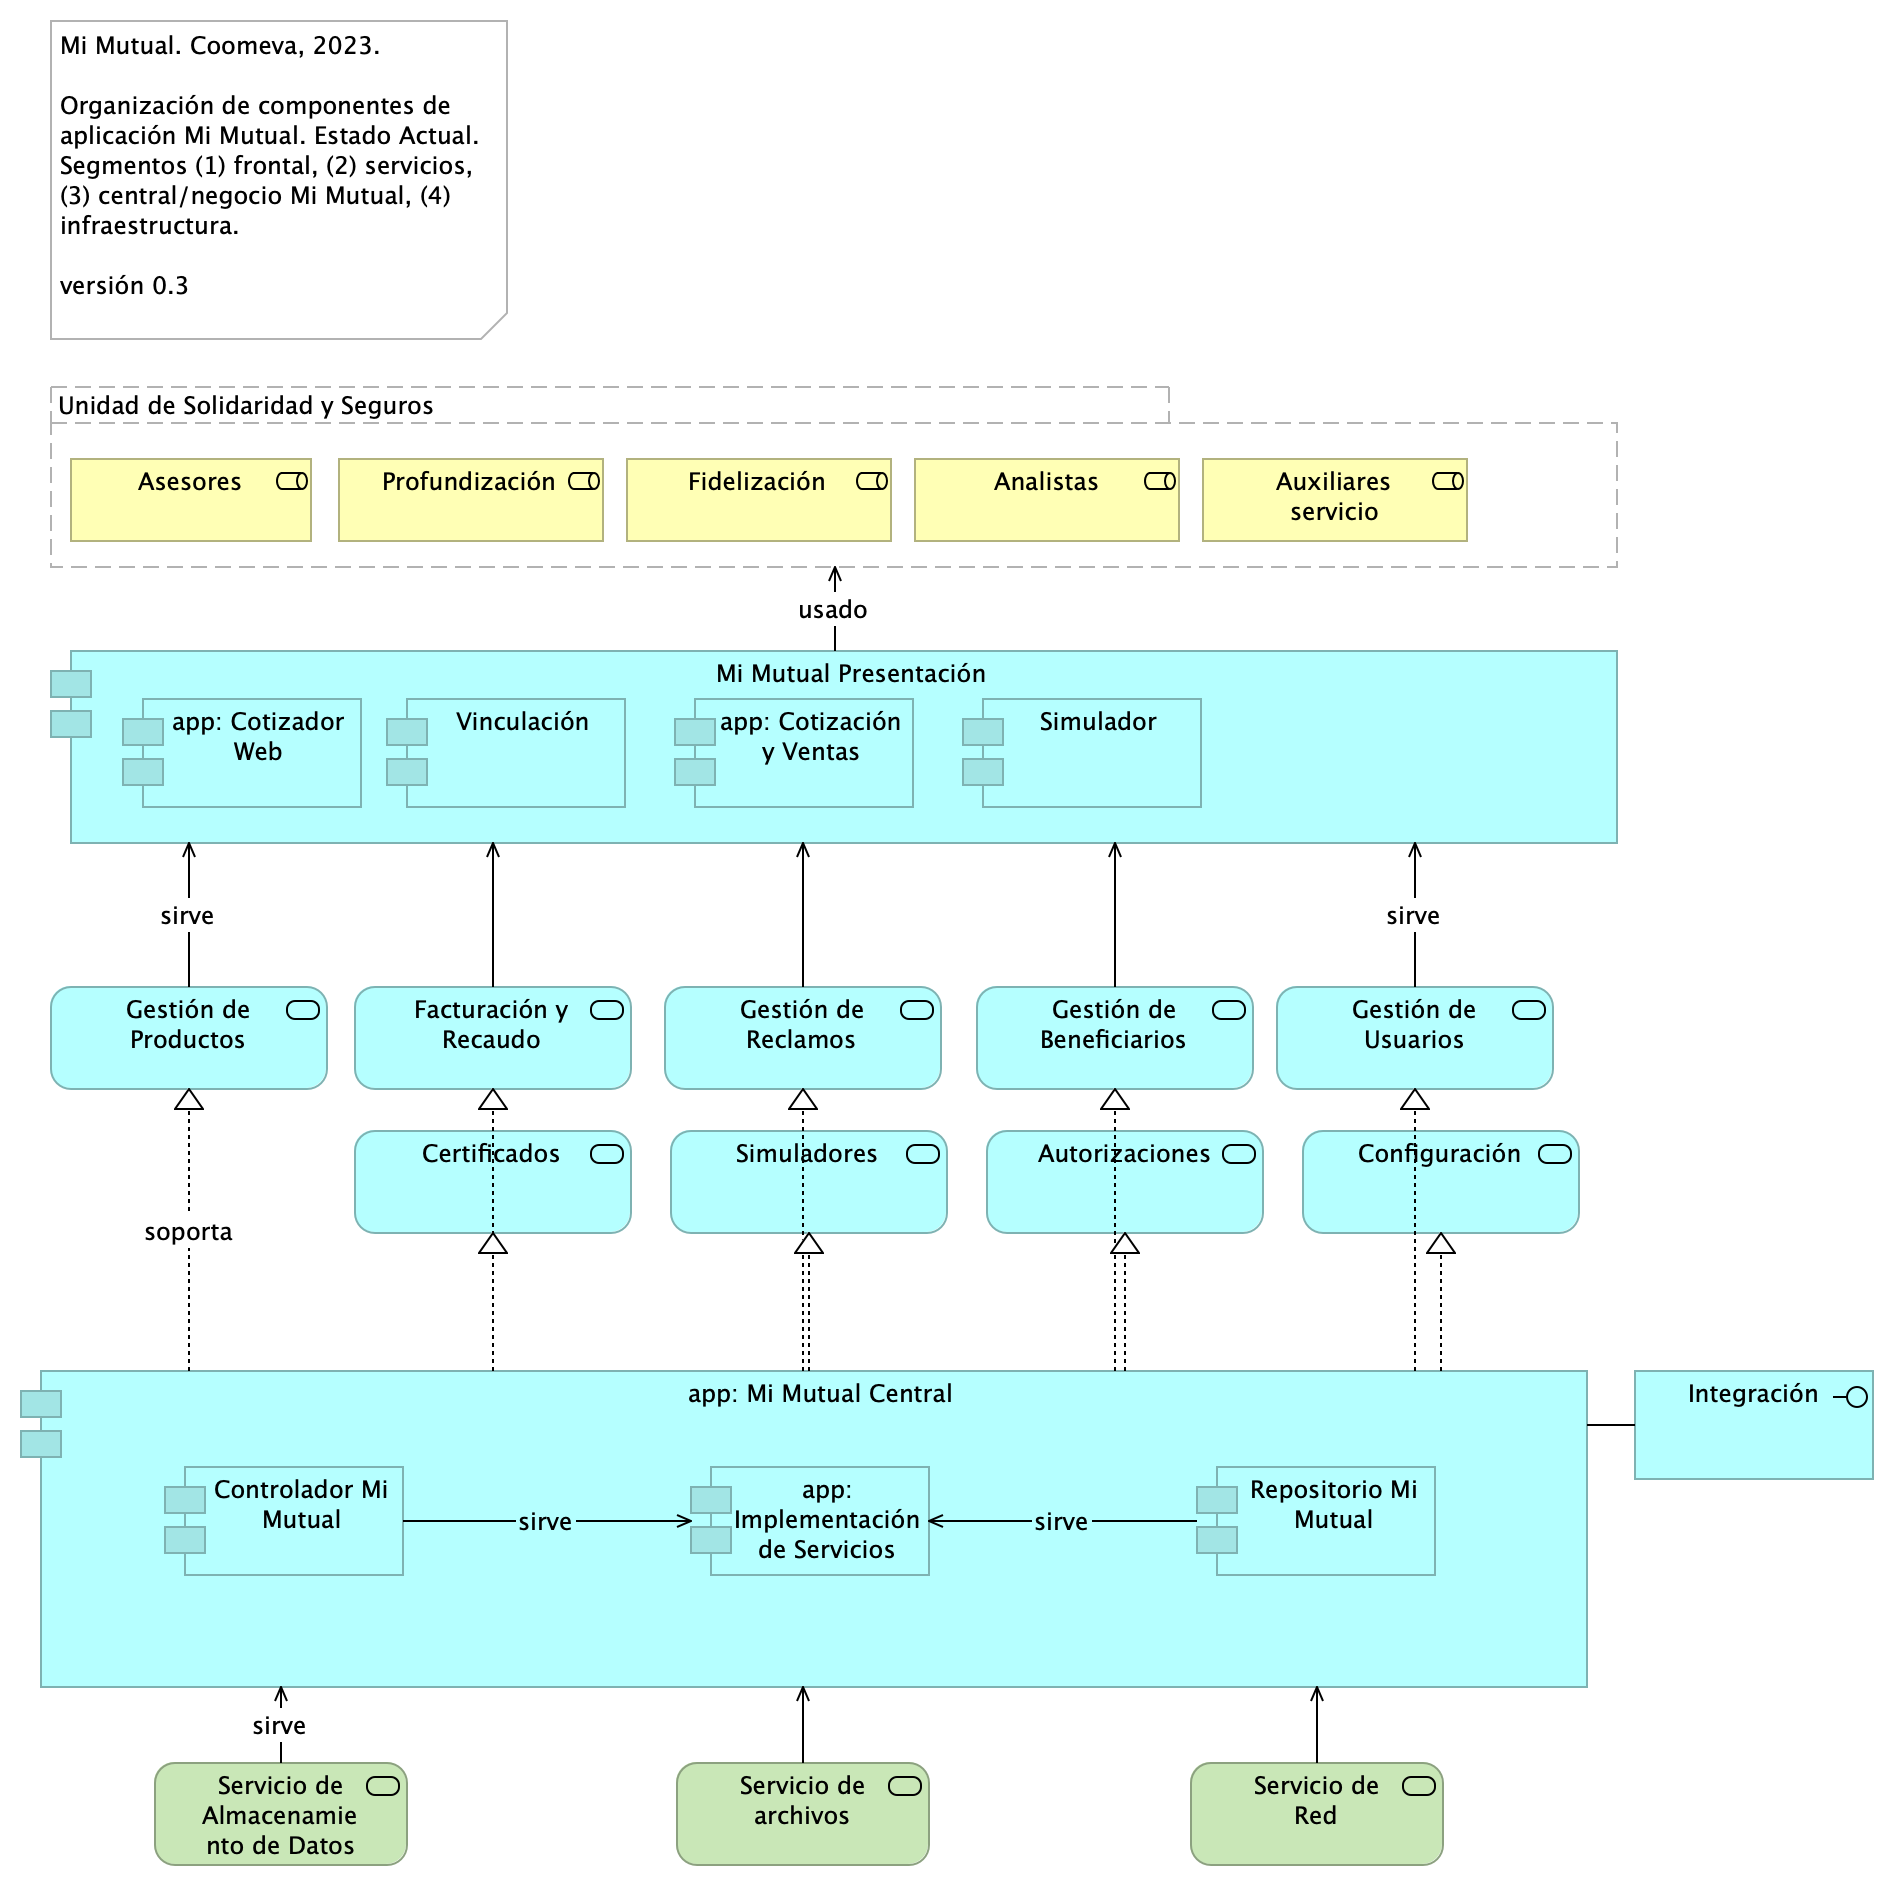 Mi Mutual. Coomeva, 2023.
Organización de componentes de
aplicación Mi Mutual. Estado Actual.
Segmentos (1) frontal, (2) servicios,
(3) central/negocio Mi Mutual, (4)
infraestructura.
versión 0.3
Unidad de Solidaridad y Seguros
Asesores
Profundización
Fidelización
Analistas
Auxiliares
servicio
usado
Mi Mutual Presentación
app: Cotizador
Web
Vinculación
app: Cotización
y Ventas
Simulador
sirve
sirve
Gestión de
Productos
Facturación y
Recaudo
Gestión de
Reclamos
Gestión de
Beneficiarios
Gestión de
Usuarios
Certificados
Simuladores
Autorizaciones
Configuración
soporta
app: Mi Mutual Central
Integración
Controlador Mi
Mutual
sirve
app:
Implementación
de Servicios
sirve
Repositorio Mi
Mutual
sirve
Servicio de
Almacenamie
nto de Datos
Servicio de
archivos
Servicio de
Red